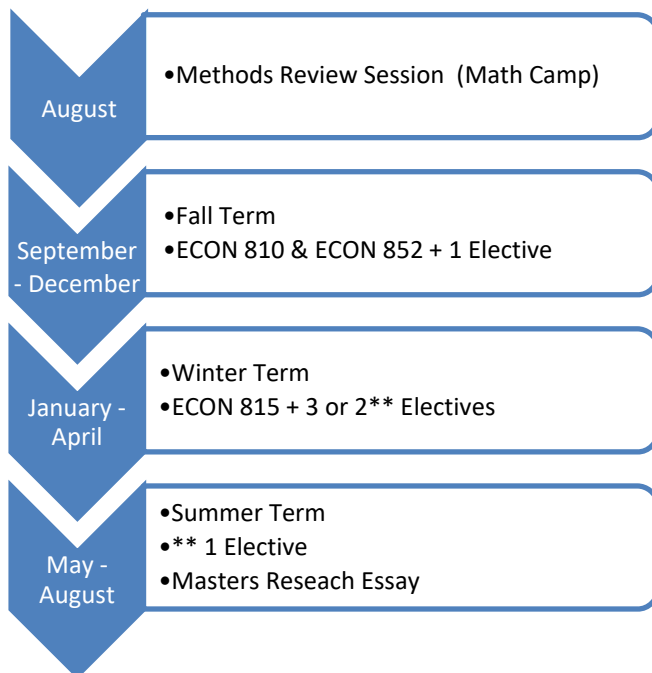 August
•Methods Review Session (Math Camp)
September
- December
•Fall Term
•ECON 810 & ECON 852 + 1 Elective
January -
April
•Winter Term
•ECON 815 + 3 or 2** Electives
May -
August
•Summer Term
•** 1 Elective
•Masters Reseach Essay